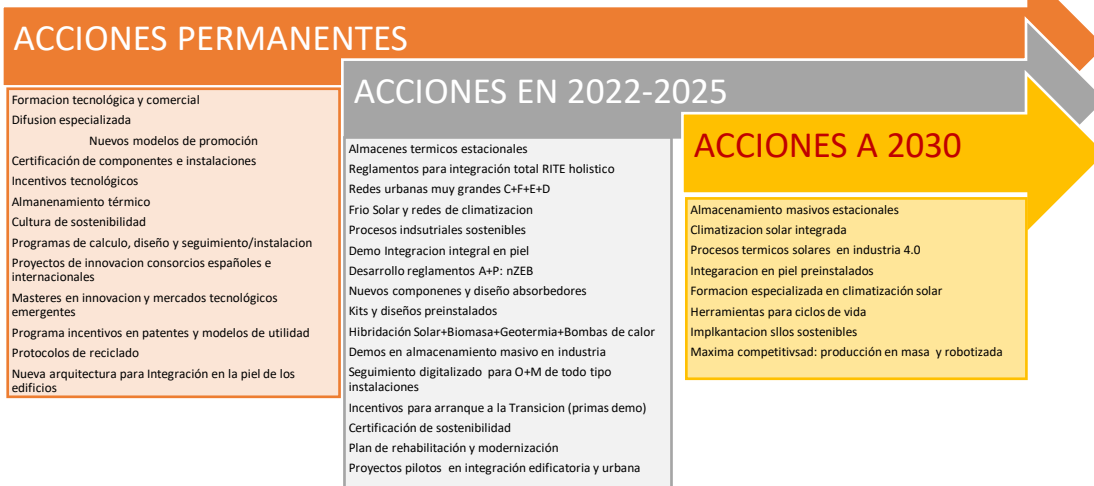 ACCIONES PERMANENTES
Formacion tecnológica y comercial
Difusion especializada
Nuevos modelos de promoción
Certificación de componentes e instalaciones
Incentivos tecnológicos
Almanenamiento térmico
Cultura de sostenibilidad
Programas de calculo, diseño y seguimiento/instalacion
Proyectos de innovacion consorcios españoles e
internacionales
Masteres en innovacion y mercados tecnológicos
emergentes
Programa incentivos en patentes y modelos de utilidad
Protocolos de reciclado
Nueva arquitectura para Integración en la piel de los
edificios
ACCIONES EN 2022-2025
Almacenes termicos estacionales
Reglamentos para integración total RITE holistico
Redes urbanas muy grandes C+F+E+D
Frio Solar y redes de climatizacion
Procesos indsutriales sostenibles
Demo Integracion integral en piel
Desarrollo reglamentos A+P: nZEB
Nuevos componenes y diseño absorbedores
Kits y diseños preinstalados
Hibridación Solar+Biomasa+Geotermia+Bombas de calor
Demos en almacenamiento masivo en industria
Seguimiento digitalizado para O+M de todo tipo
instalaciones
Incentivos para arranque a la Transicion (primas demo)
Certificación de sostenibilidad
Plan de rehabilitación y modernización
Proyectos pilotos en integración edificatoria y urbana
ACCIONES A 2030
Almacenamiento masivos estacionales
Climatizacion solar integrada
Procesos termicos solares en industria 4.0
Integaracion en piel preinstalados
Formacion especializada en climatización solar
Herramientas para ciclos de vida
Implkantacion sllos sostenibles
Maxima competitivsad: producción en masa y robotizada